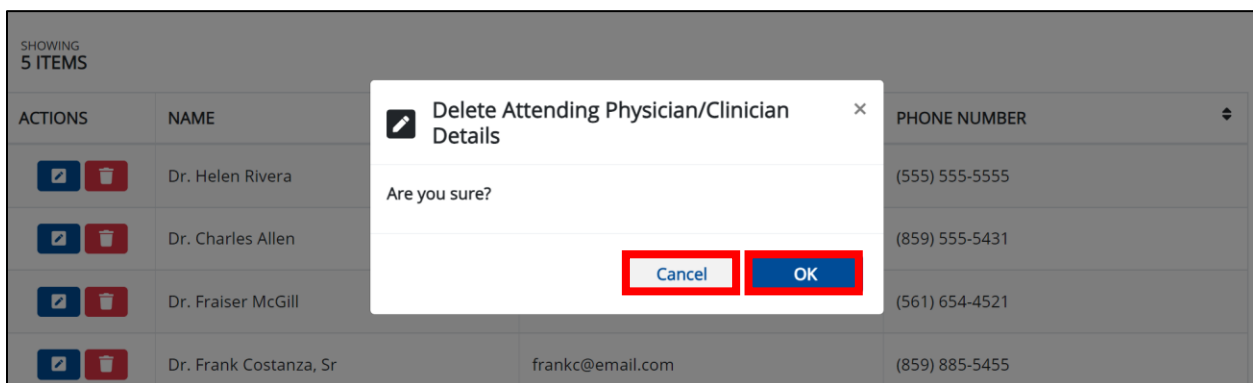 SHOWING
5 ITEMS
ACTIONS NAME PHONE NUMBER
Delete Attending Physician/Clinician
Details
×
Are you sure?
Cancel OK
Dr. Helen Rivera (555) 555-5555
Dr. Charles Allen (859) 555-5431
Dr. Fraiser McGill (561) 654-4521
Dr. Frank Costanza, Sr frankc@email.com (859) 885-5455